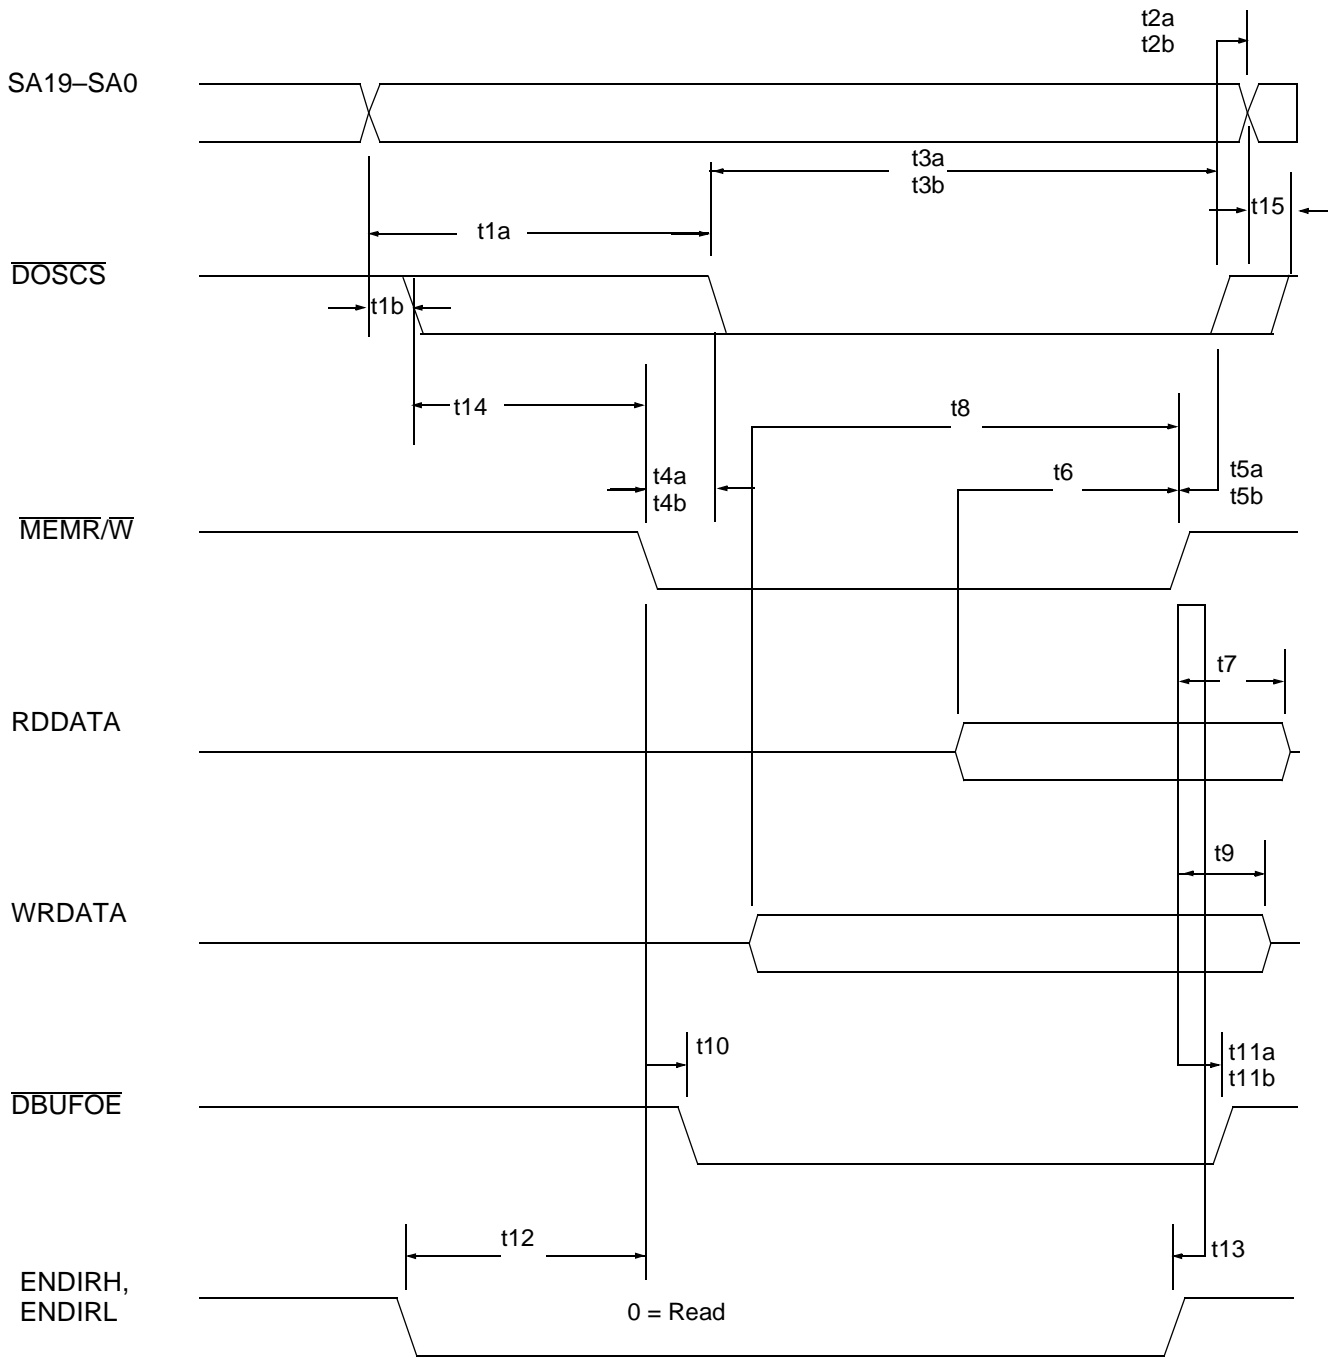 t2a
t2b
SA19–SA0
t3a
t3b
t15
t1a
DOSCS
t1b
t14
t8
t4a
t4b
t6
t5a
t5b
MEMR/W
t7
RDDATA
t9
WRDATA
t10
t11a
t11b
DBUFOE
t12
t13
ENDIRH,
ENDIRL
0 = Read